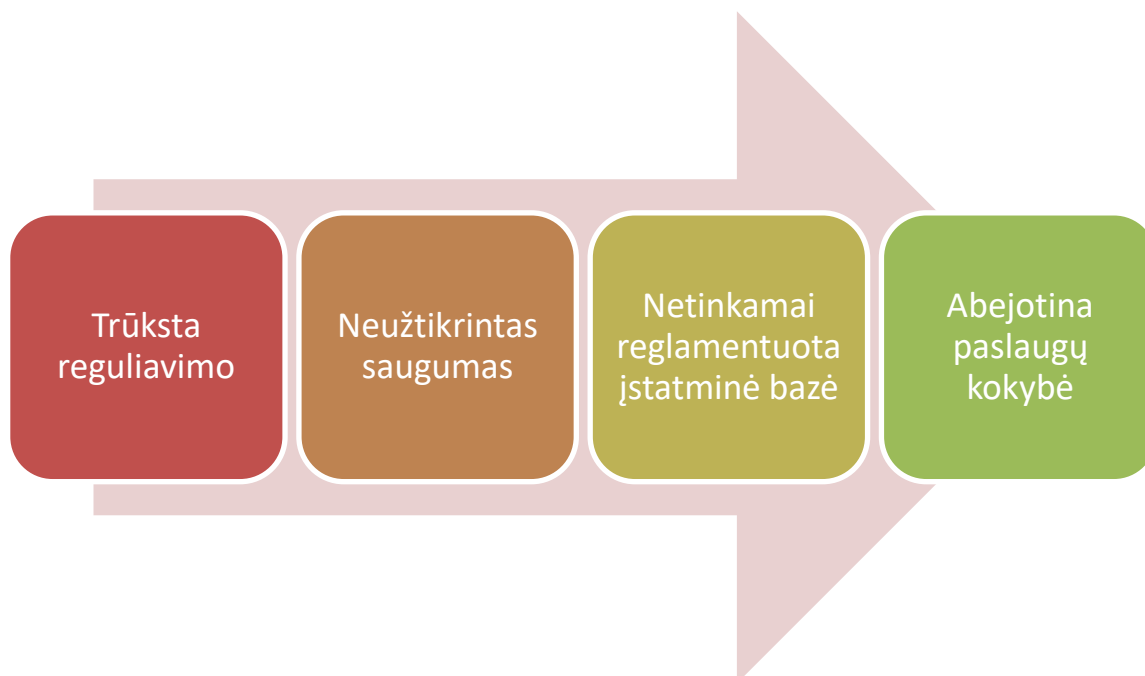 Trūksta
reguliavimo
Neužtikrintas
saugumas
Netinkamai
reglamentuota
įstatminė bazė
Abejotina
paslaugų
kokybė